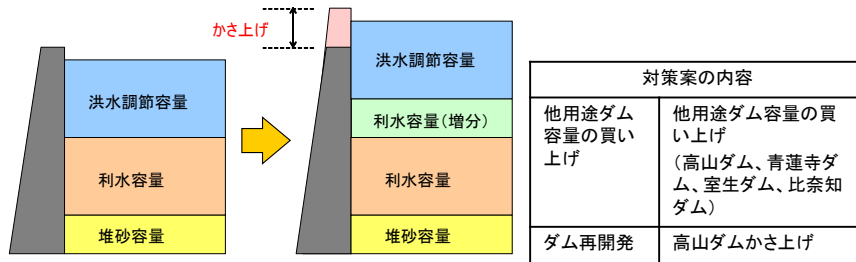 洪水調節容量
利水容量
堆砂容量
かさ上げ
洪水調節容量
利水容量(増分)
利水容量
堆砂容量
対策案の内容
他用途ダム
容量の買い
上げ
他用途ダム容量の買
い上げ
(高山ダム、青蓮寺ダ
ム、室生ダム、比奈知
ダム)
ダム再開発
高山ダムかさ上げ